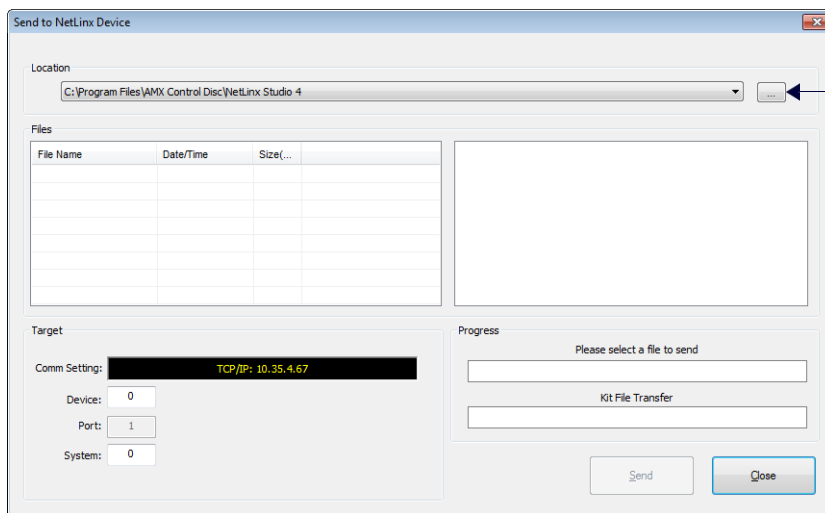 Send to NetLinx Device
Location
C:\Program Files\AMX Control Disc\NetLinx Studio 4
...
Files
File Name Date/Time Size(...
Target
Comm Setting: TCP/IP: 10.35.4.67
Device: 0
Port: 1
System: 0
Progress
Please select a file to send
Kit File Transfer
Send Close